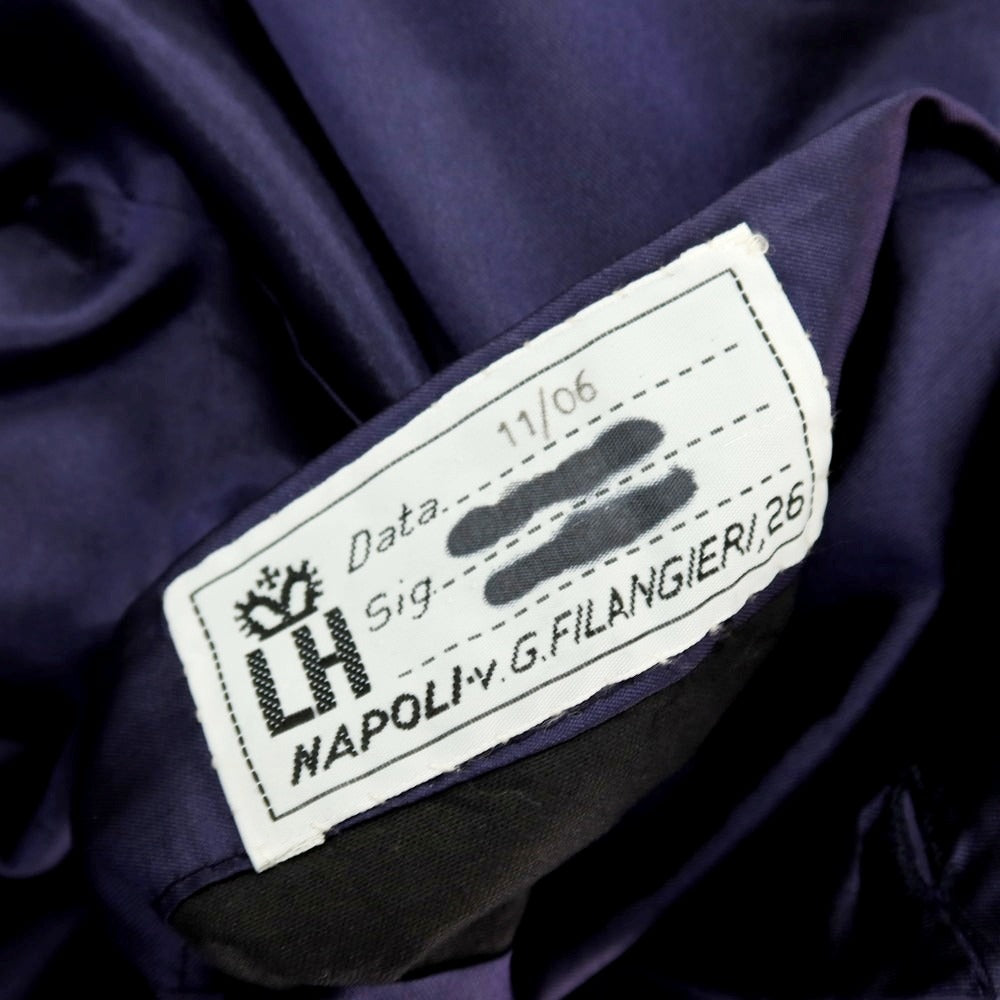 11/06
Data
Sig.
LH
NAPOLI·v. G. FILANGIERI, 26